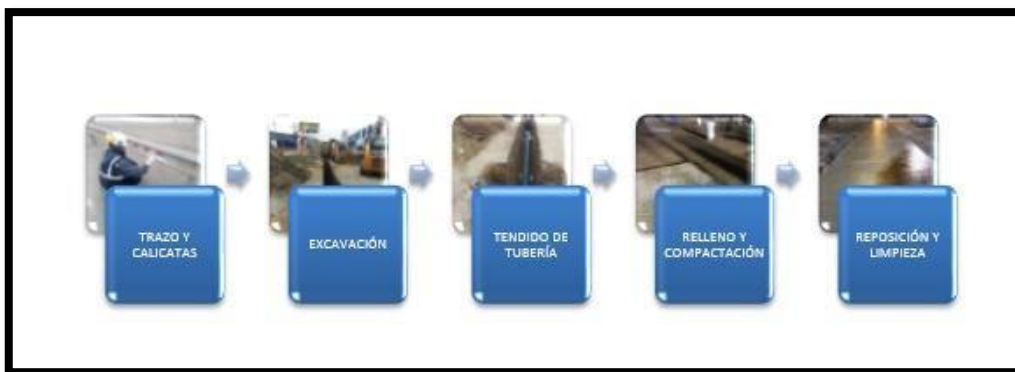 TRAZO Y
CALICATAS
EXCAVACIÓN
TENDIDO DE
TUBERÍA
RELLENO Y
COMPACTACIÓN
REPOSICIÓN Y
LIMPIEZA